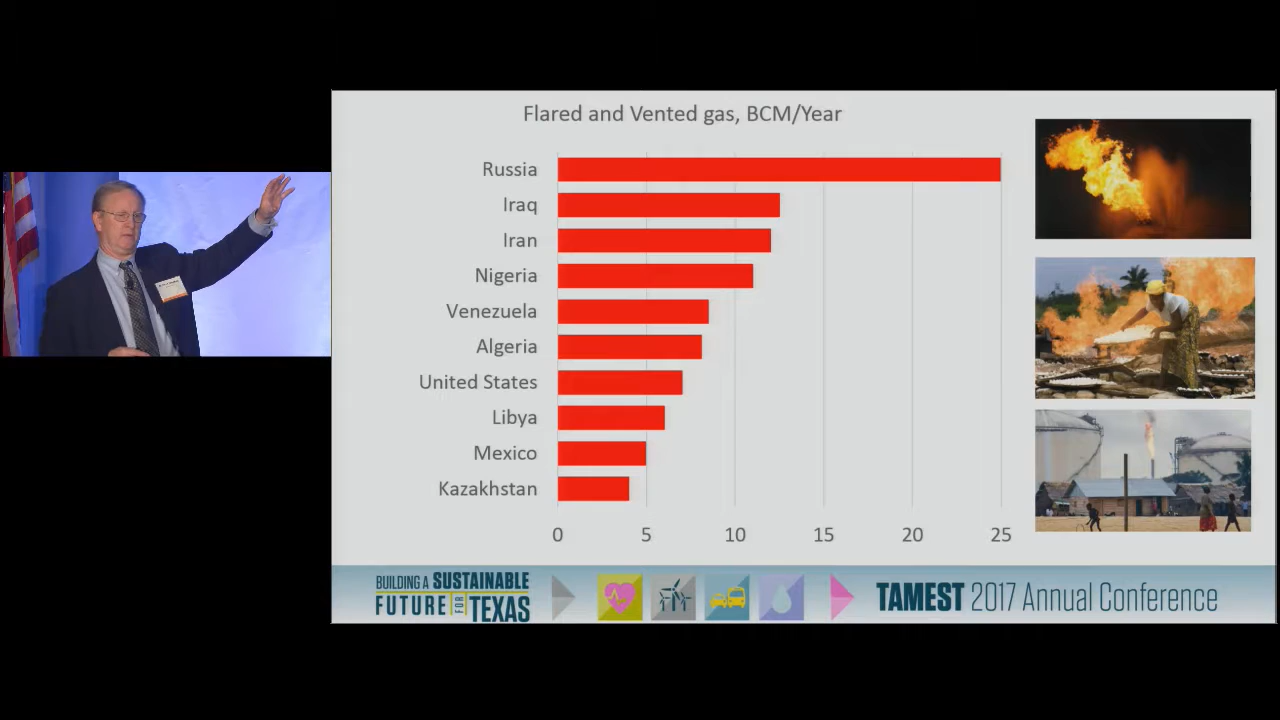 Flared and Vented gas, BCM/Year
Russia
Iraq
Iran
Nigeria
Venezuela
Algeria
United States
Libya
Mexico
Kazakhstan
0 5 10 15 20 25
BUILDING A SUSTAINABLE
FUTURE FOR TEXAS
TAMEST 2017 Annual Conference